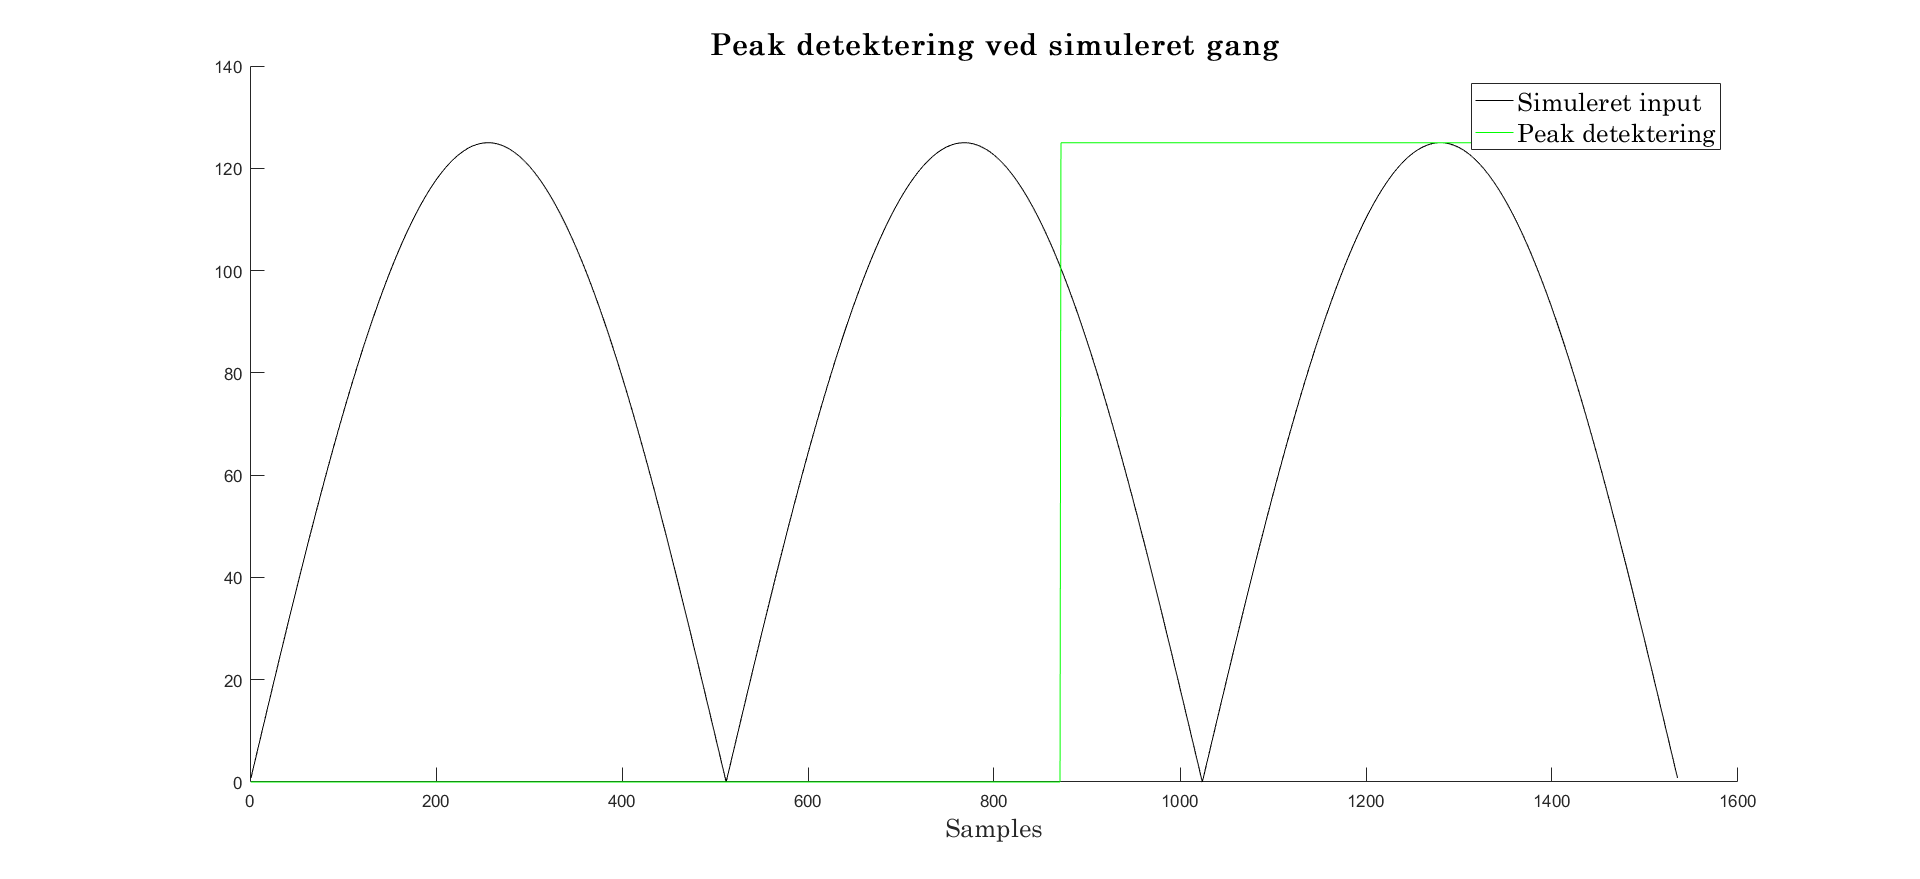 Peak detektering ved simuleret gang
140
120
100
80
60
40
20
0
Simuleret input
Peak detektering
0 200 400 600 800 1000 1200 1400 1600
Samples